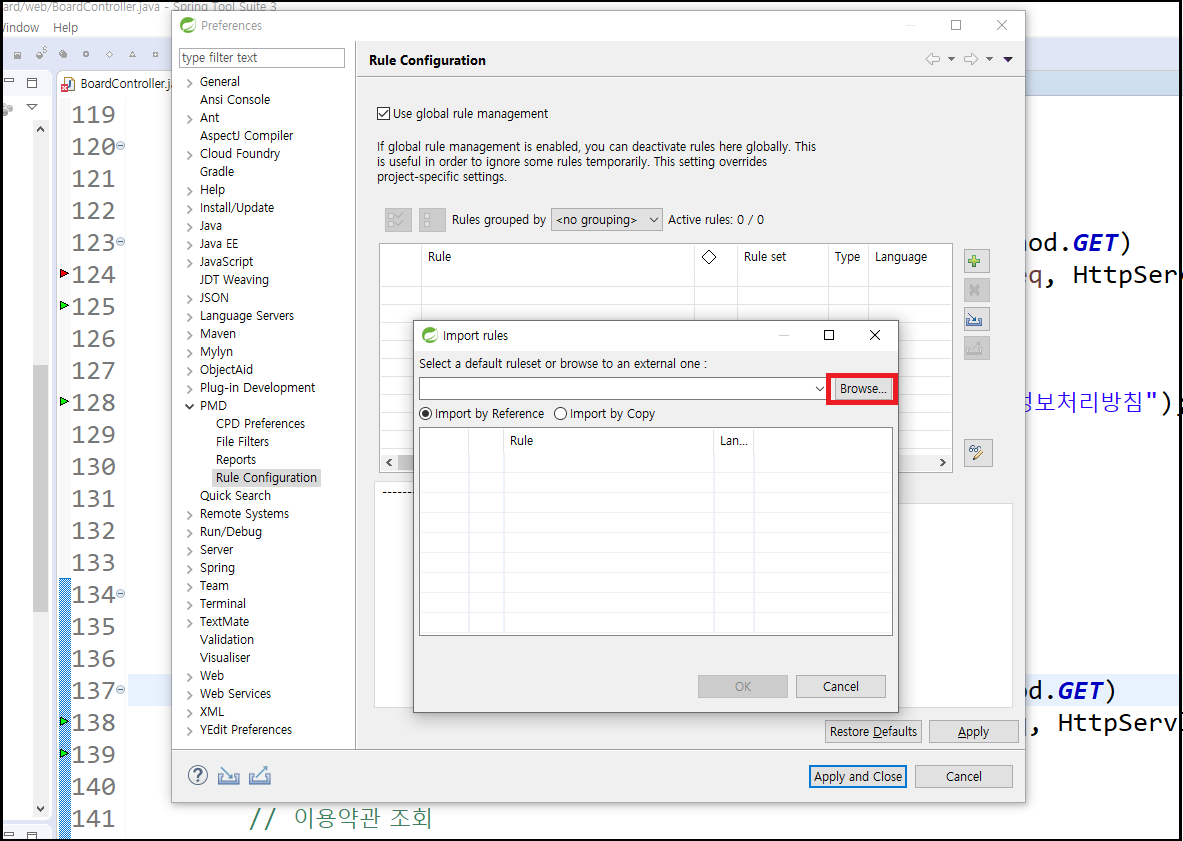 ard/web/BoardController.java - Spring Tool Suite 3
Window Help
BoardController.j
Preferences
type filter text
General
Ansi Console
Ant
AspectJ Compiler
Cloud Foundry
Gradle
Help
Install/Update
Java
Java EE
JavaScript
JDT Weaving
JSON
Language Servers
Maven
Mylyn
ObjectAid
Plug-in Development
PMD
CPD Preferences
File Filters
Reports
Rule Configuration
Quick Search
Remote Systems
Run/Debug
Server
Spring
Team
Terminal
TextMate
Validation
Visualiser
Web
Web Services
XML
YEdit Preferences
Rule Configuration
Use global rule management
If global rule management is enabled, you can deactivate rules here globally. This
is useful in order to ignore some rules temporarily. This setting overrides
project-specific settings.
Rules grouped by <no grouping> Active rules: 0 / 0
Rule Rule set Type Language
Import rules
Select a default ruleset or browse to an external one :
Browse...
Import by Reference Import by Copy
Rule Lan...
OK Cancel
Restore Defaults Apply
Apply and Close Cancel
119
120
121
122
123 od.GET)
124 q, HttpSer
125
126
127
128 정보처리방침");
129
130
131
132
133
134
135
136
137 d.GET)
138 , HttpServi
139
140
141 // 이용약관 조회